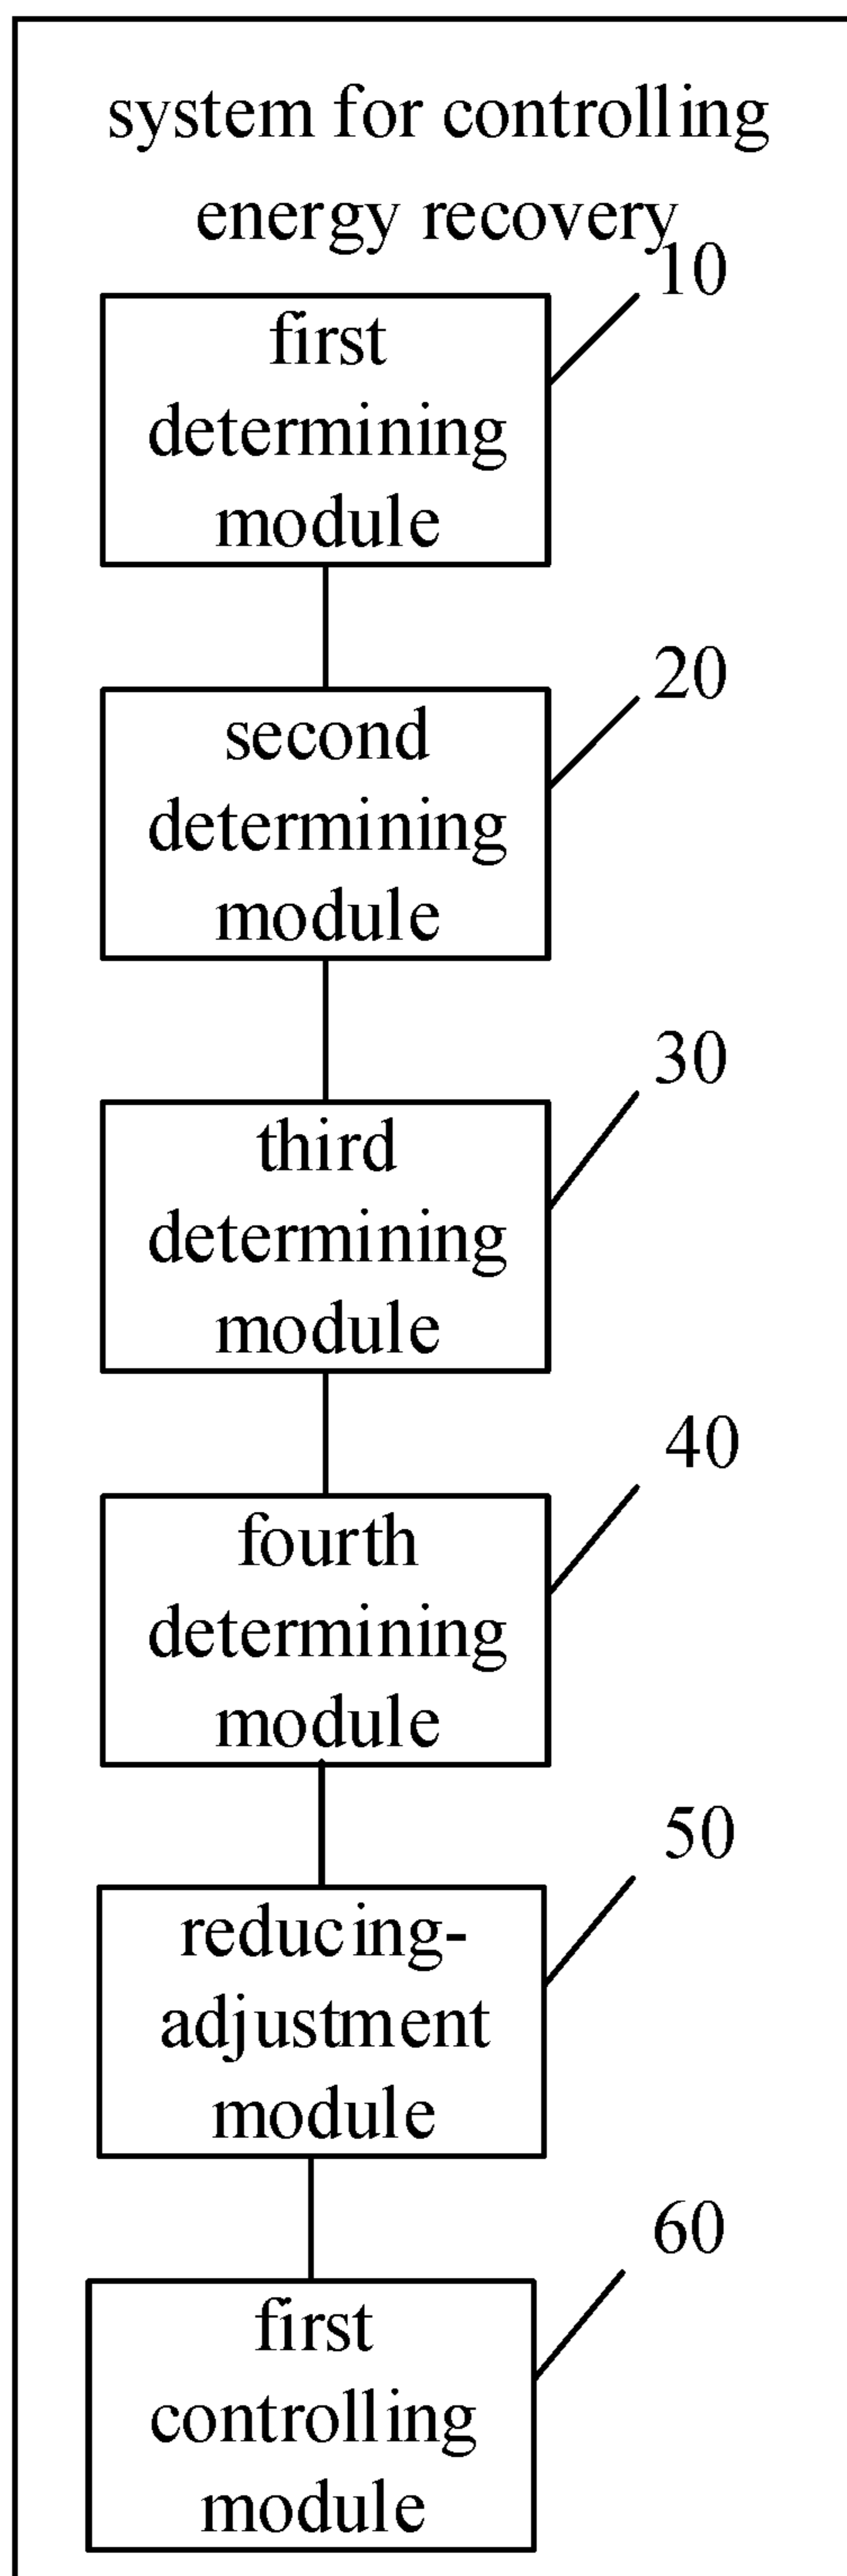 system for controlling
energy recovery
10
first
determining
module
20
second
determining
module
30
third
determining
module
40
fourth
determining
module
50
reducing-
adjustment
module
60
first
controlling
module